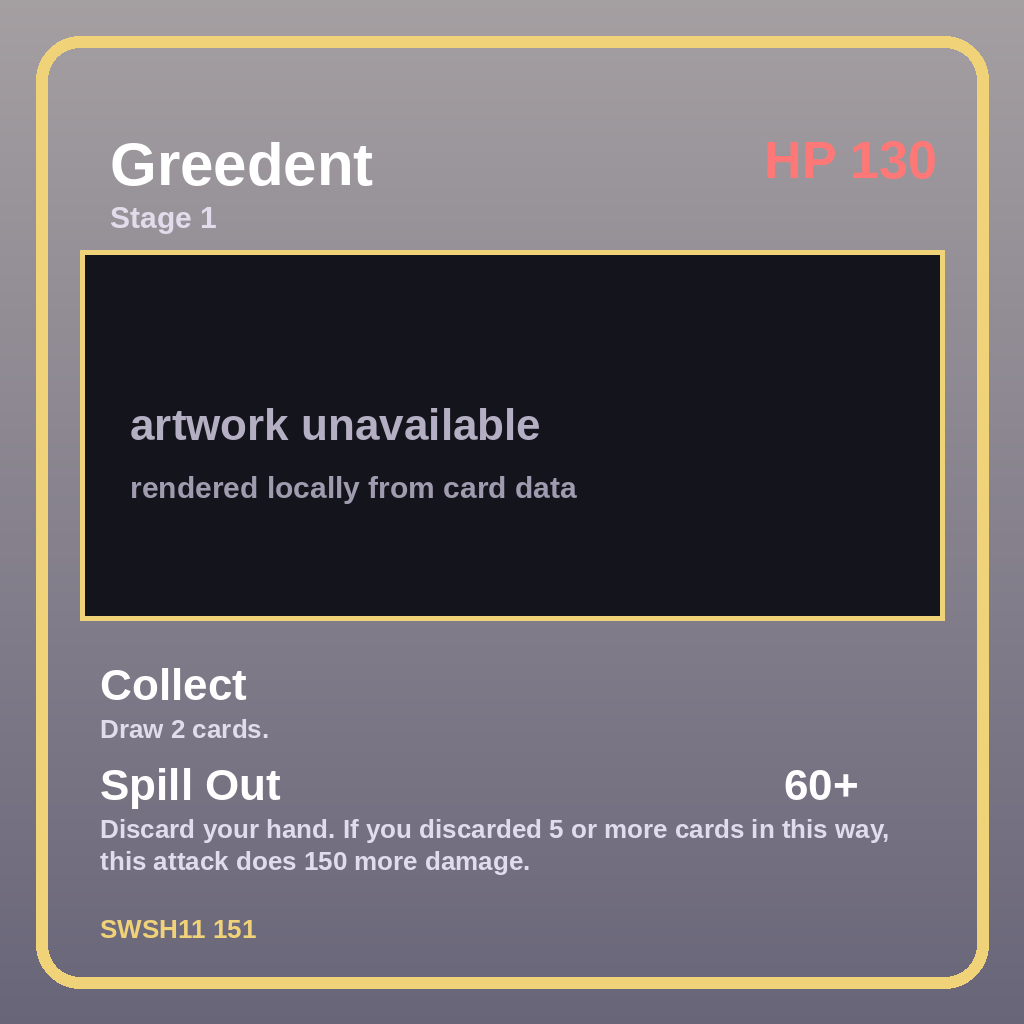 Greedent
HP 130
Stage 1
artwork unavailable
rendered locally from card data
Collect
Draw 2 cards.
Spill Out
60+
Discard your hand. If you discarded 5 or more cards in this way,
this attack does 150 more damage.
SWSH11 151